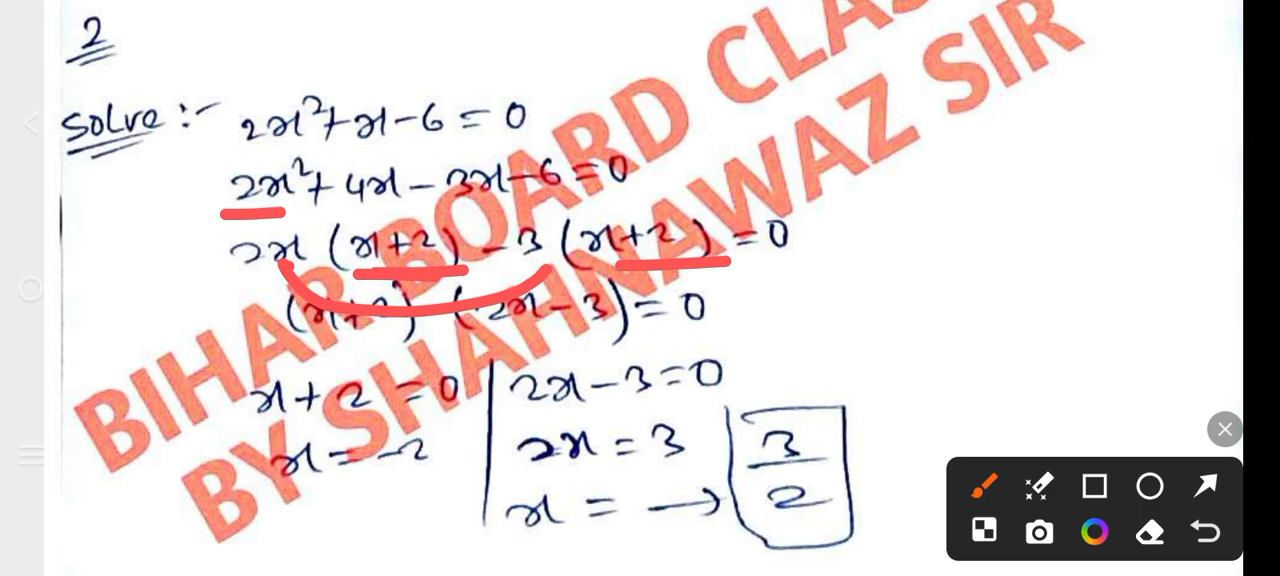 2
Solve :- 2x²+x-6=0
2x²+4x-3x-6=0
2x(x+2)-3(x+2)=0
(x+2)(2x-3)=0
x+2=0 | 2x-3=0
x=-2 | 2x=3
x= → 3/2
BIHAR BOARD CLAS
BY SHAHNAWAZ SIR